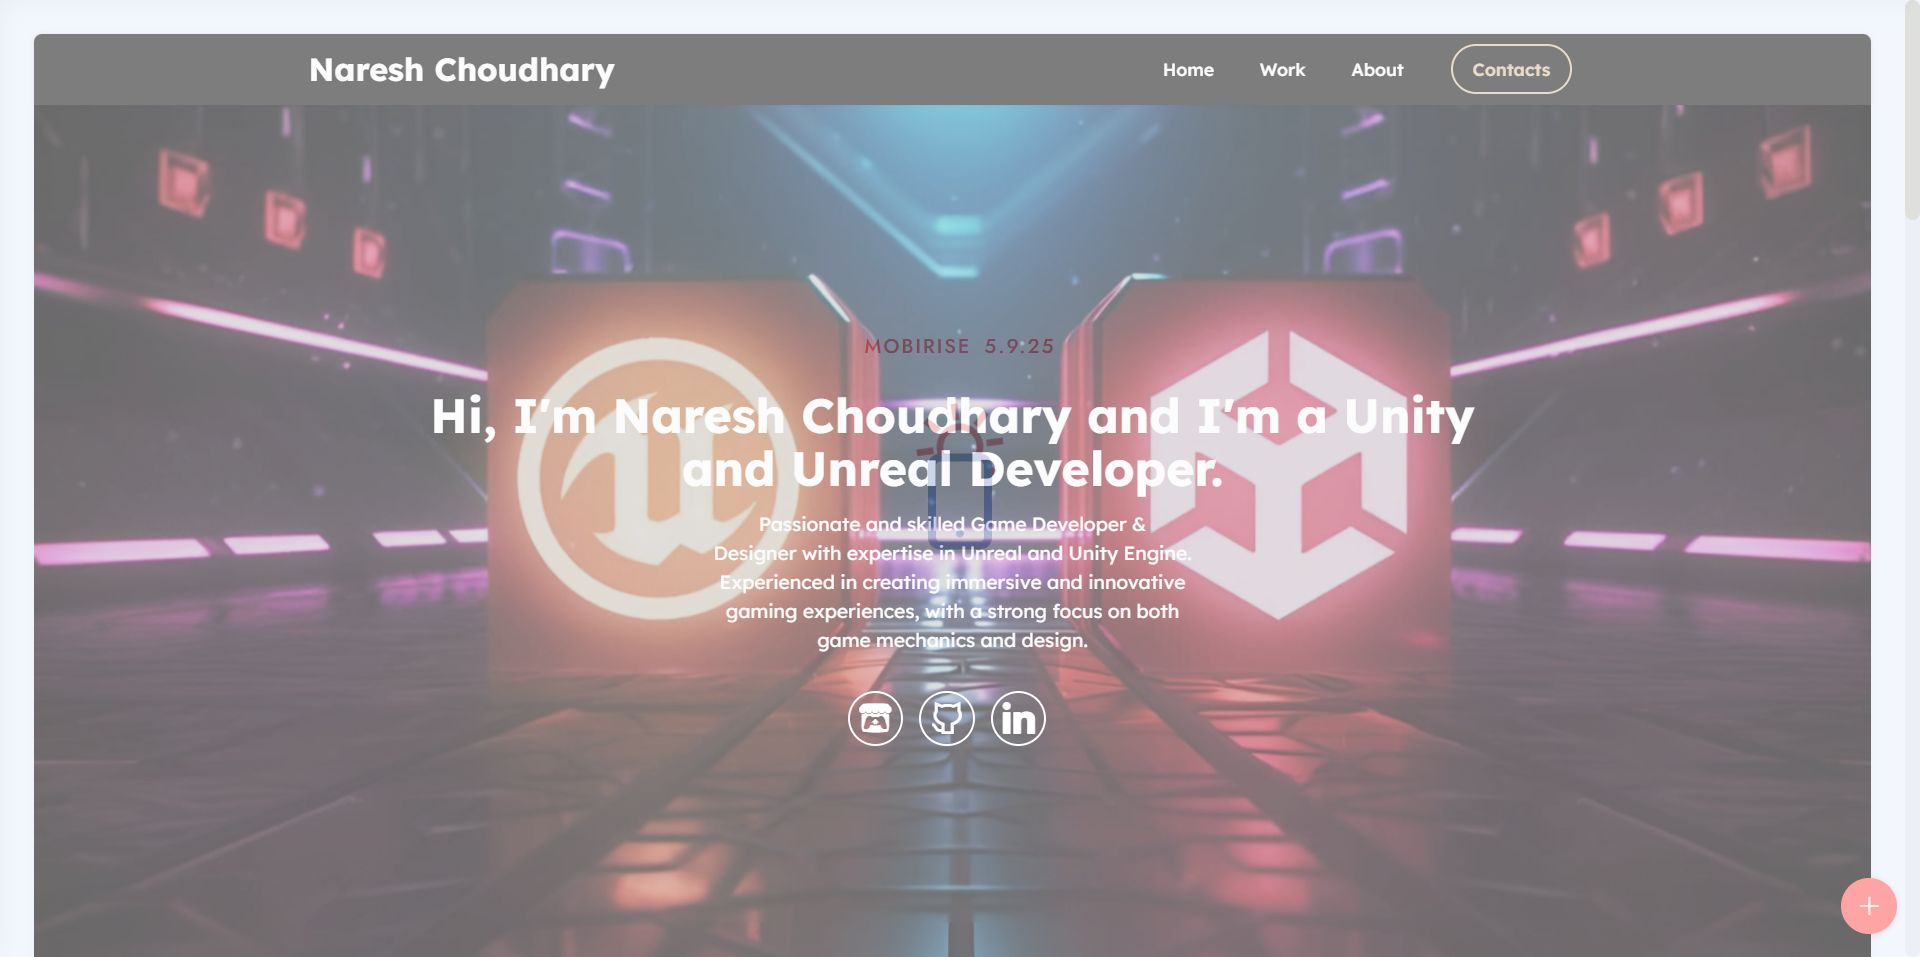 Naresh Choudhary
Home Work About Contacts
MOBIRISE 5.9.25
Hi, I'm Naresh Choudhary and I'm a Unity
and Unreal Developer.
Passionate and skilled Game Developer &
Designer with expertise in Unreal and Unity Engine.
Experienced in creating immersive and innovative
gaming experiences, with a strong focus on both
game mechanics and design.
in